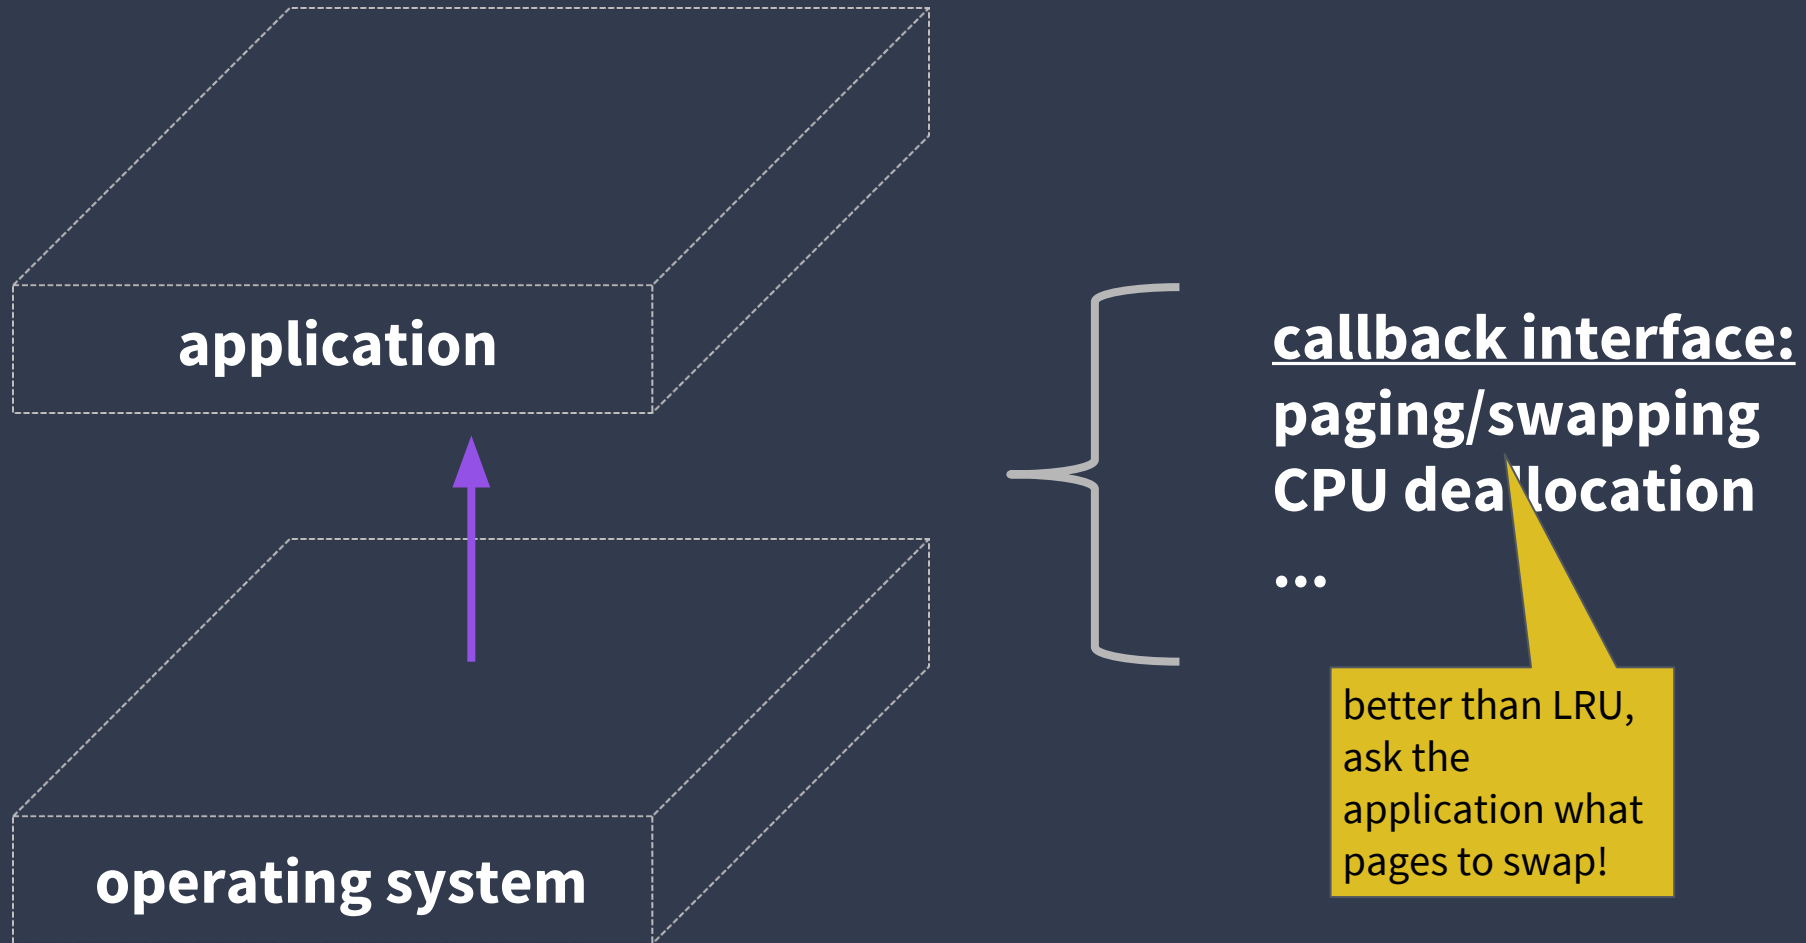 application
operating system
callback interface:
paging/swapping
CPU deallocation
...
better than LRU,
ask the
application what
pages to swap!